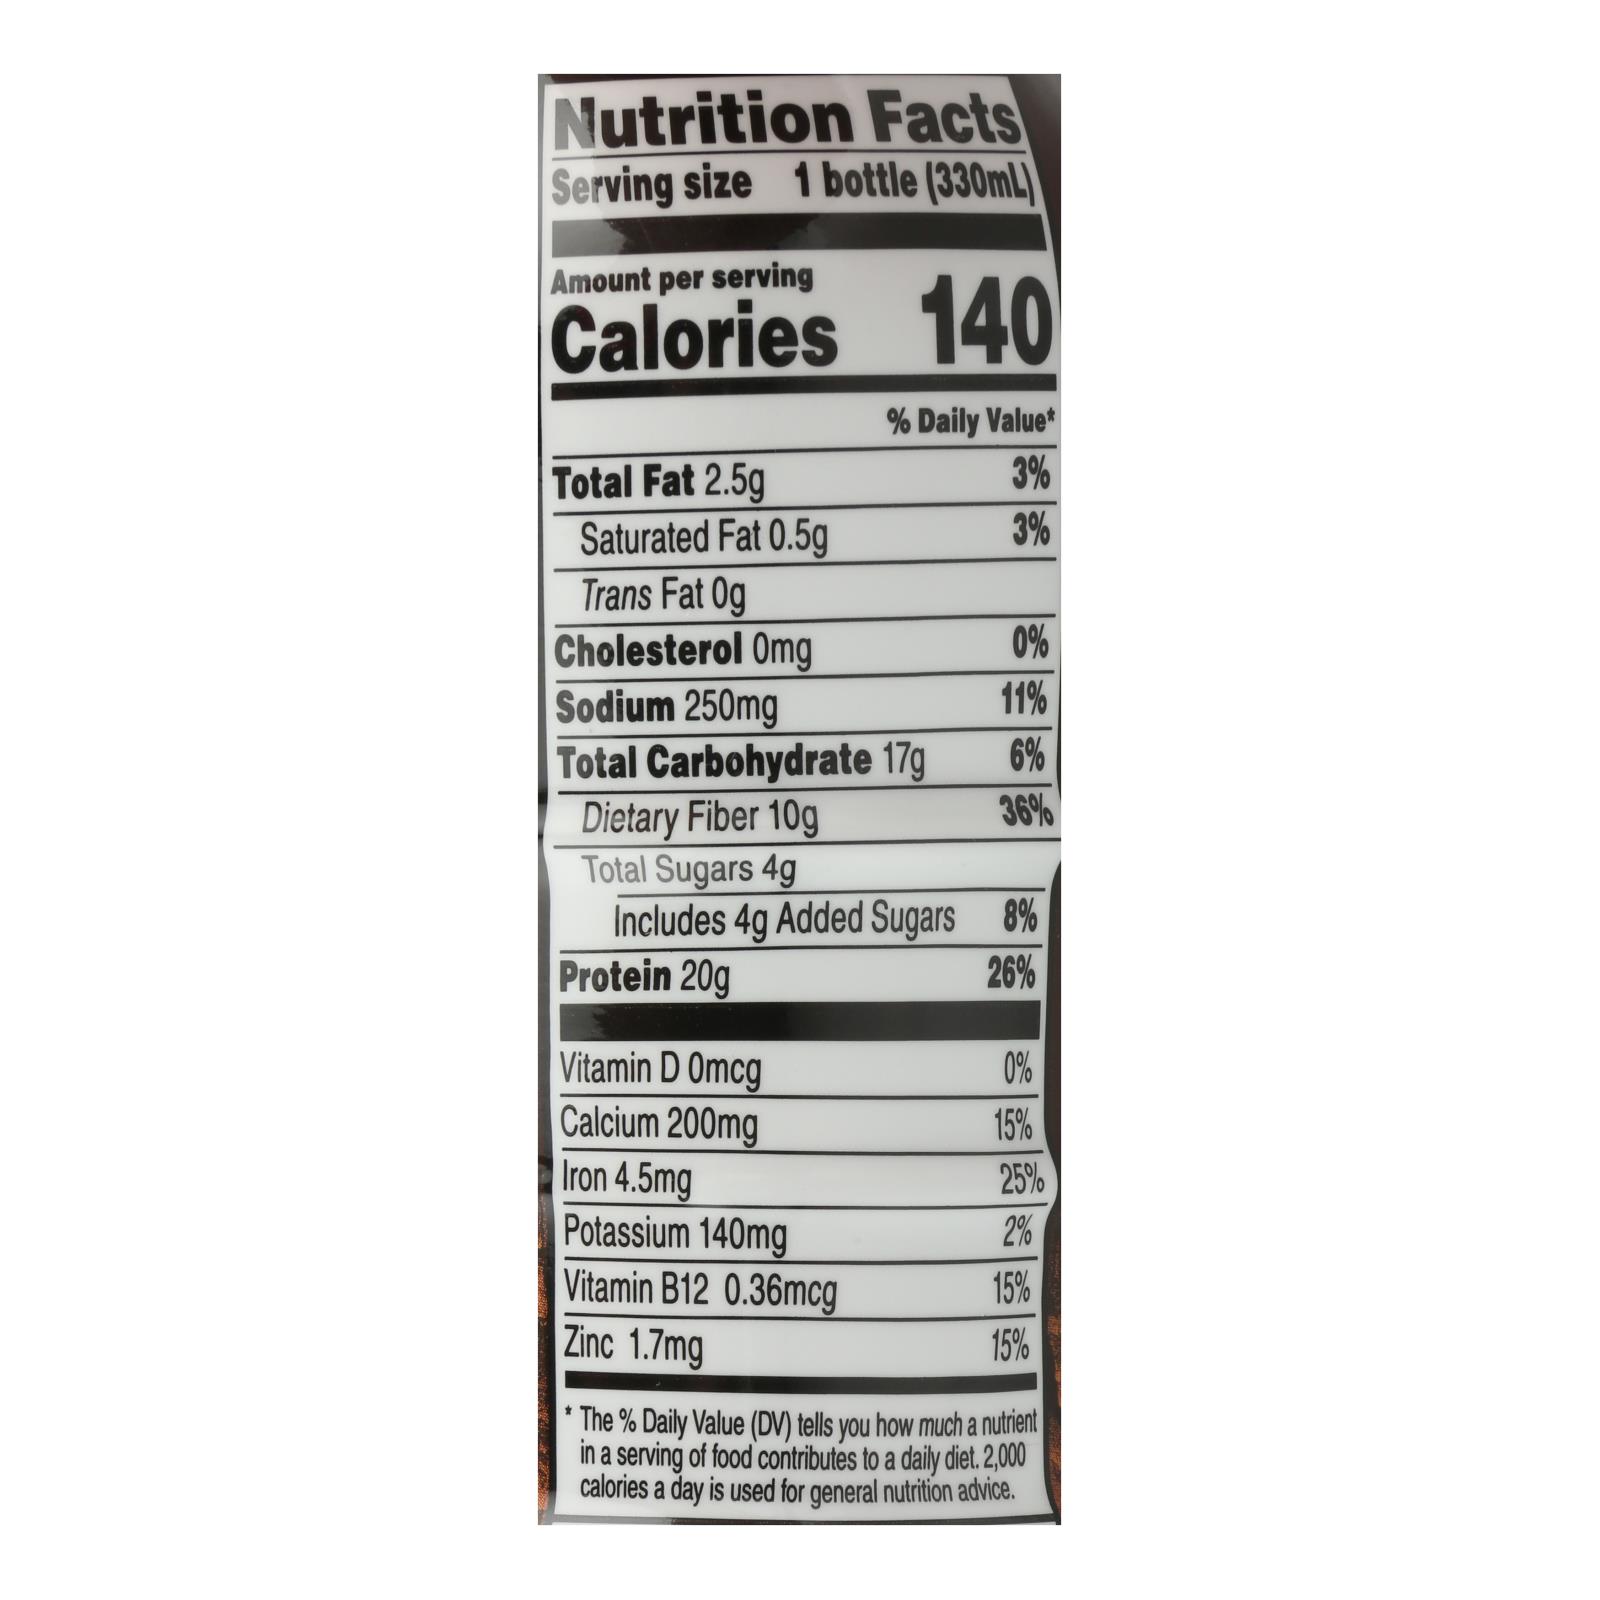 Nutrition Facts
Serving size 1 bottle (330mL)
Amount per serving
Calories 140
% Daily Value*
Total Fat 2.5g 3%
Saturated Fat 0.5g 3%
Trans Fat 0g
Cholesterol 0mg 0%
Sodium 250mg 11%
Total Carbohydrate 17g 6%
Dietary Fiber 10g 36%
Total Sugars 4g
Includes 4g Added Sugars 8%
Protein 20g 26%
Vitamin D 0mcg 0%
Calcium 200mg 15%
Iron 4.5mg 25%
Potassium 140mg 2%
Vitamin B12 0.36mcg 15%
Zinc 1.7mg 15%
* The % Daily Value (DV) tells you how much a nutrient
in a serving of food contributes to a daily diet. 2,000
calories a day is used for general nutrition advice.